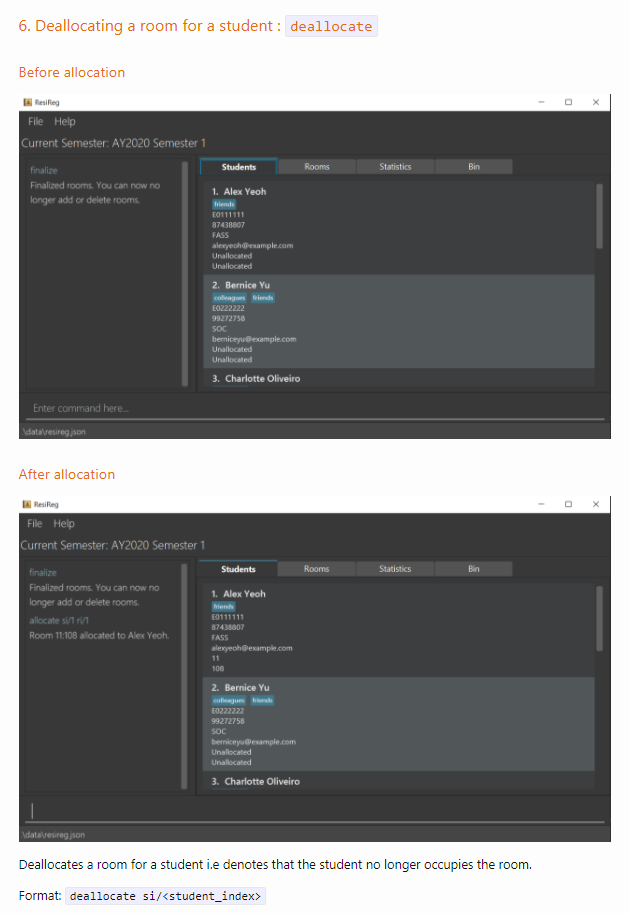 6. Deallocating a room for a student : deallocate
Before allocation
ResiReg
File Help
Current Semester: AY2020 Semester 1
finalize
Finalized rooms. You can now no
longer add or delete rooms.
Students Rooms Statistics Bin
1. Alex Yeoh
friends
E0111111
87438807
FASS
alexyeoh@example.com
Unallocated
Unallocated
2. Bernice Yu
colleagues friends
E0222222
99272758
SOC
berniceyu@example.com
Unallocated
Unallocated
3. Charlotte Oliveiro
Enter command here...
\data\resireg.json
After allocation
ResiReg
File Help
Current Semester: AY2020 Semester 1
finalize
Finalized rooms. You can now no
longer add or delete rooms.
allocate si/1 ri/1
Room 11:108 allocated to Alex Yeoh.
Students Rooms Statistics Bin
1. Alex Yeoh
friends
E0111111
87438807
FASS
alexyeoh@example.com
11
108
2. Bernice Yu
colleagues friends
E0222222
99272758
SOC
berniceyu@example.com
Unallocated
Unallocated
3. Charlotte Oliveiro
\data\resireg.json
Deallocates a room for a student i.e denotes that the student no longer occupies the room.
Format: deallocate si/<student_index>